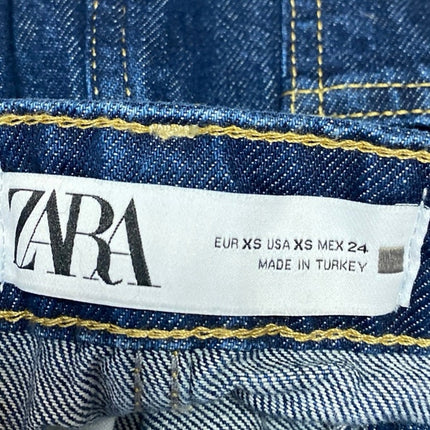 ZARA
EUR XS USA XS MEX 24
MADE IN TURKEY